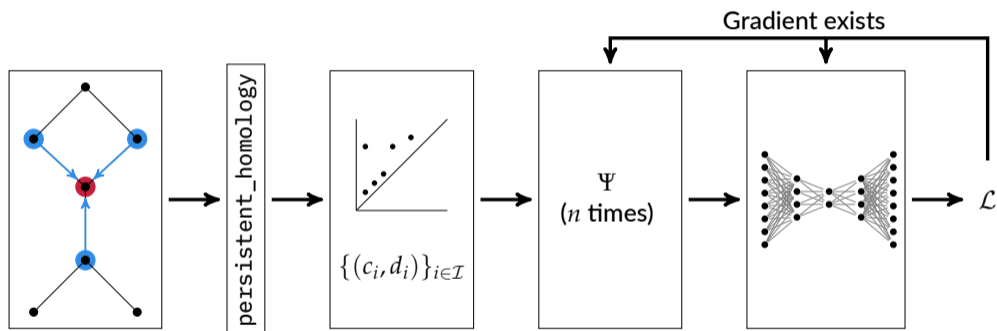 Gradient exists
persistent_homology
{(c_i, d_i)}_{i∈ℐ}
Ψ
(n times)
ℒ